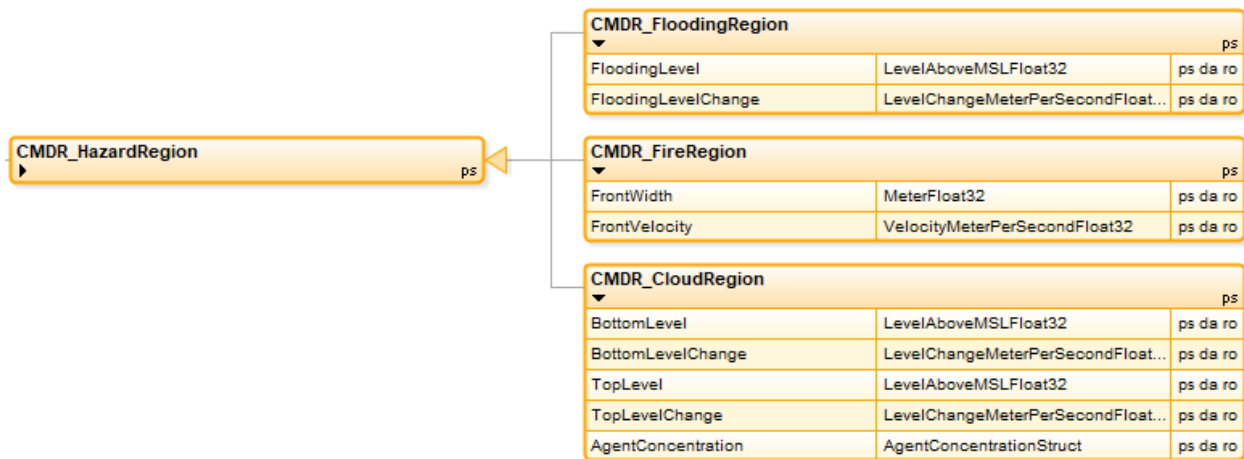 CMDR_FloodingRegion
ps
FloodingLevel LevelAboveMSLFloat32 ps da ro
FloodingLevelChange LevelChangeMeterPerSecondFloat... ps da ro
CMDR_HazardRegion
ps
CMDR_FireRegion
ps
FrontWidth MeterFloat32 ps da ro
FrontVelocity VelocityMeterPerSecondFloat32 ps da ro
CMDR_CloudRegion
ps
BottomLevel LevelAboveMSLFloat32 ps da ro
BottomLevelChange LevelChangeMeterPerSecondFloat... ps da ro
TopLevel LevelAboveMSLFloat32 ps da ro
TopLevelChange LevelChangeMeterPerSecondFloat... ps da ro
AgentConcentration AgentConcentrationStruct ps da ro